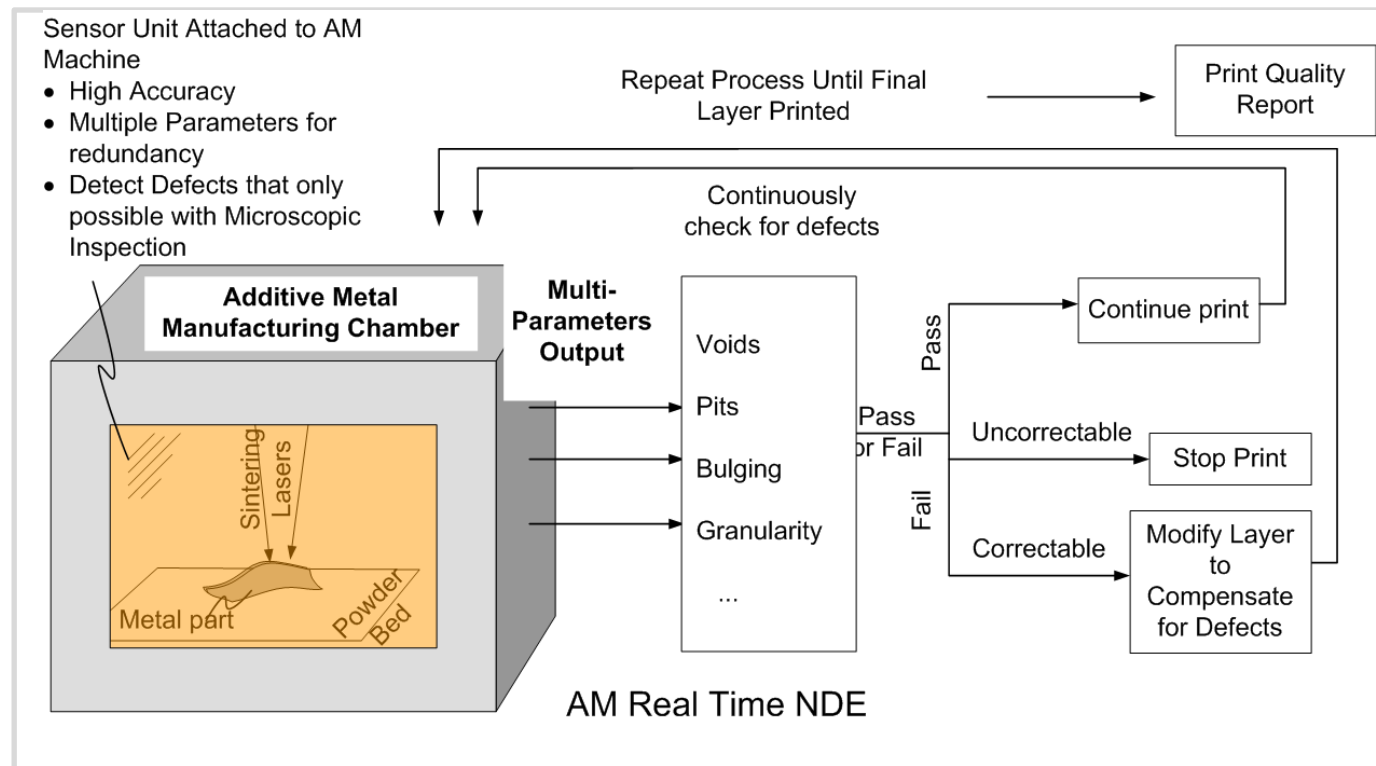 Sensor Unit Attached to AM
Machine
• High Accuracy
• Multiple Parameters for
redundancy
• Detect Defects that only
possible with Microscopic
Inspection
Repeat Process Until Final
Layer Printed
Print Quality
Report
Continuously
check for defects
Additive Metal
Manufacturing Chamber
Multi-
Parameters
Output
Sintering
Lasers
Metal part
Powder
Bed
Voids
Pits
Bulging
Granularity
...
Pass
or Fail
Pass
Continue print
Uncorrectable
Stop Print
Fail
Correctable
Modify Layer
to
Compensate
for Defects
AM Real Time NDE